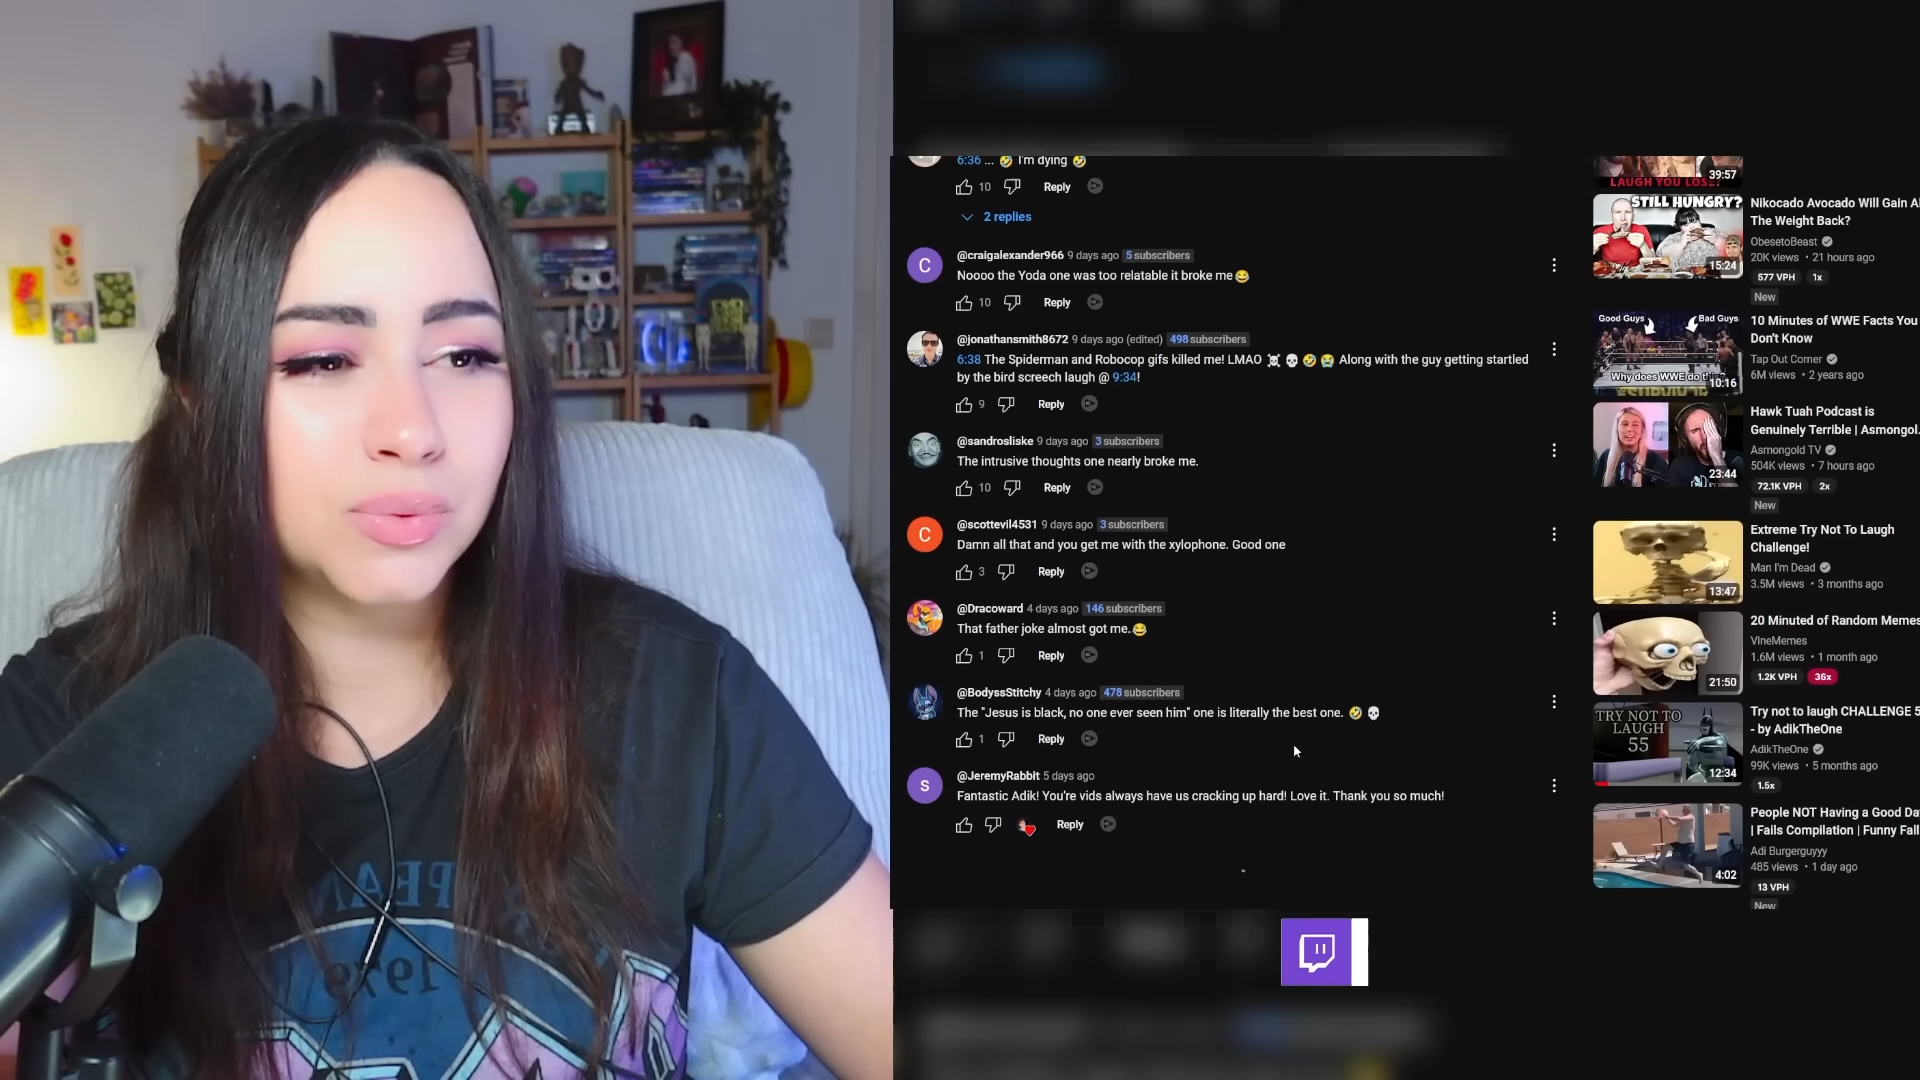 6:36 ... 🤣 I'm dying 🤣
10 Reply
2 replies
@craigalexander966 9 days ago 5 subscribers
Noooo the Yoda one was too relatable it broke me😂
10 Reply
@jonathansmith8672 9 days ago (edited) 498 subscribers
6:38 The Spiderman and Robocop gifs killed me! LMAO ☠️ 💀 🤣 😭 Along with the guy getting startled
by the bird screech laugh @ 9:34!
9 Reply
@sandrosliske 9 days ago 3 subscribers
The intrusive thoughts one nearly broke me.
10 Reply
@scottevil4531 9 days ago 3 subscribers
C
Damn all that and you get me with the xylophone. Good one
3 Reply
@Dracoward 4 days ago 146 subscribers
That father joke almost got me.😂
1 Reply
@BodyssStitchy 4 days ago 478 subscribers
The "Jesus is black, no one ever seen him" one is literally the best one. 🤣 💀
1 Reply
@JeremyRabbit 5 days ago
S
Fantastic Adik! You're vids always have us cracking up hard! Love it. Thank you so much!
Reply
LAUGH YOU LOSE!
39:57
STILL HUNGRY?
15:24
Nikocado Avocado Will Gain A
The Weight Back?
ObesetoBeast
20K views • 21 hours ago
577 VPH 1x
New
Good Guys Bad Guys
Why does WWE do t
10:16
10 Minutes of WWE Facts You
Don't Know
Tap Out Corner
6M views • 2 years ago
23:44
Hawk Tuah Podcast is
Genuinely Terrible | Asmongol.
Asmongold TV
504K views • 7 hours ago
72.1K VPH 2x
New
13:47
Extreme Try Not To Laugh
Challenge!
Man I'm Dead
3.5M views • 3 months ago
21:50
20 Minuted of Random Memes
VineMemes
1.6M views • 1 month ago
1.2K VPH 36x
TRY NOT TO
LAUGH
55
12:34
Try not to laugh CHALLENGE 5
- by AdikTheOne
AdikTheOne
99K views • 5 months ago
1.5x
4:02
People NOT Having a Good Da
| Fails Compilation | Funny Fail
Adi Burgerguyyy
485 views • 1 day ago
13 VPH
New
1979